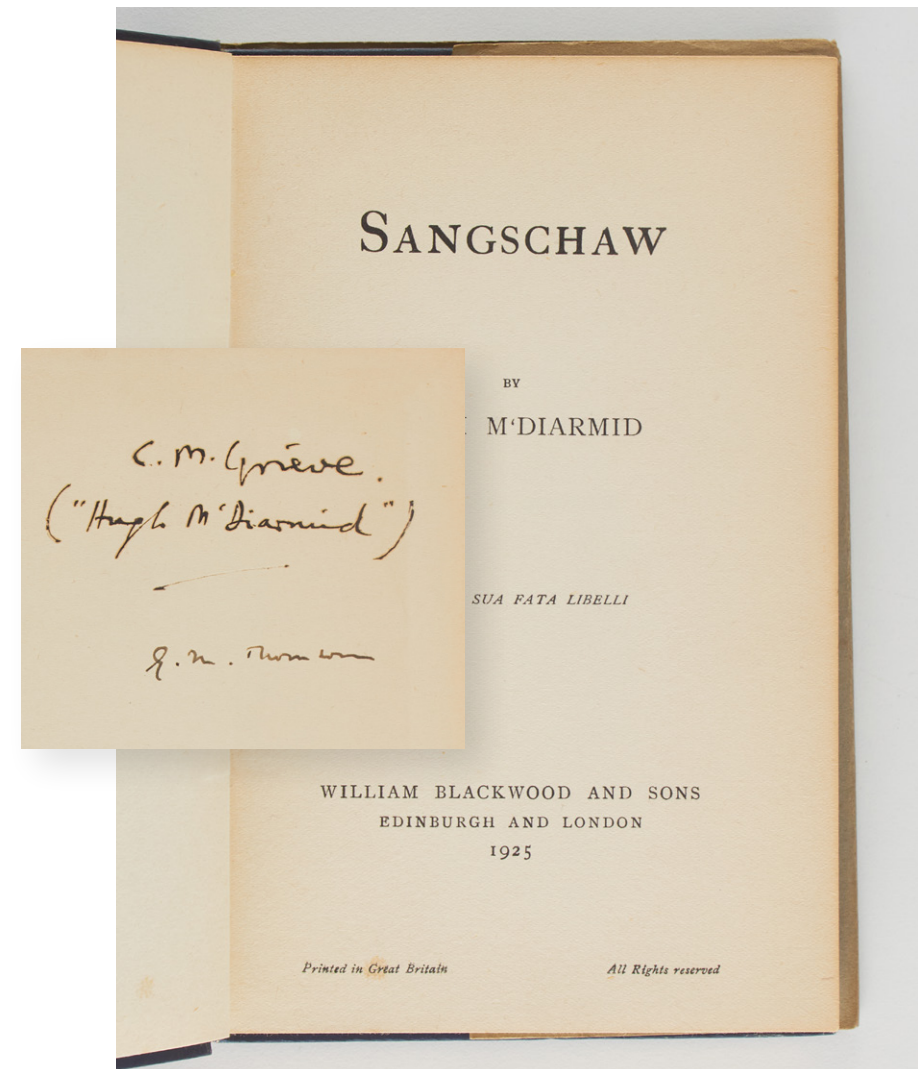 SANGSCHAW
BY
M‘DIARMID
SUA FATA LIBELLI
C. M. Grieve.
("Hugh M‘Diarmid")
G. M. Thomson
WILLIAM BLACKWOOD AND SONS
EDINBURGH AND LONDON
1925
Printed in Great Britain
All Rights reserved